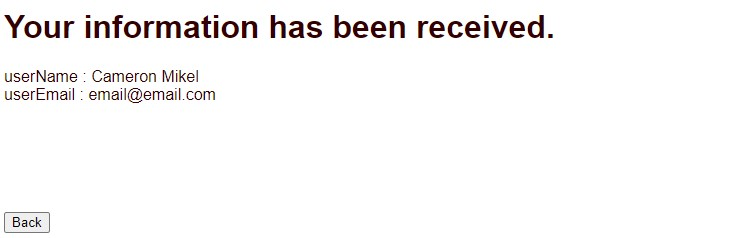 Your information has been received.
userName : Cameron Mikel
userEmail : email@email.com
Back